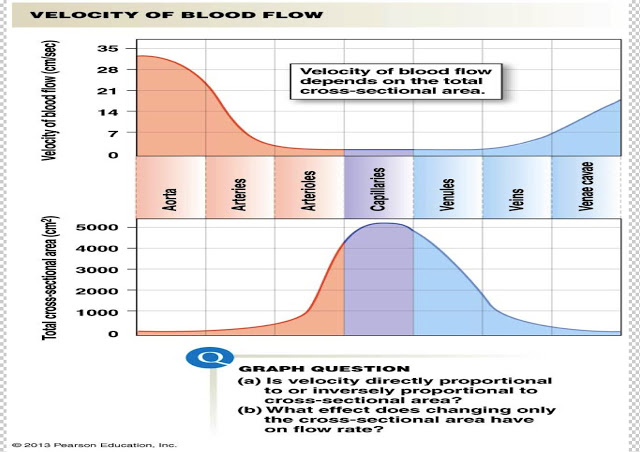 VELOCITY OF BLOOD FLOW
Velocity of blood flow (cm/sec)
35
28
21
14
7
0
Velocity of blood flow
depends on the total
cross-sectional area.
Aorta
Arteries
Arterioles
Capillaries
Venules
Veins
Venae cavae
Total cross-sectional area (cm²)
5000
4000
3000
2000
1000
0
Q
GRAPH QUESTION
(a) Is velocity directly proportional
to or inversely proportional to
cross-sectional area?
(b) What effect does changing only
the cross-sectional area have
on flow rate?
© 2013 Pearson Education, Inc.